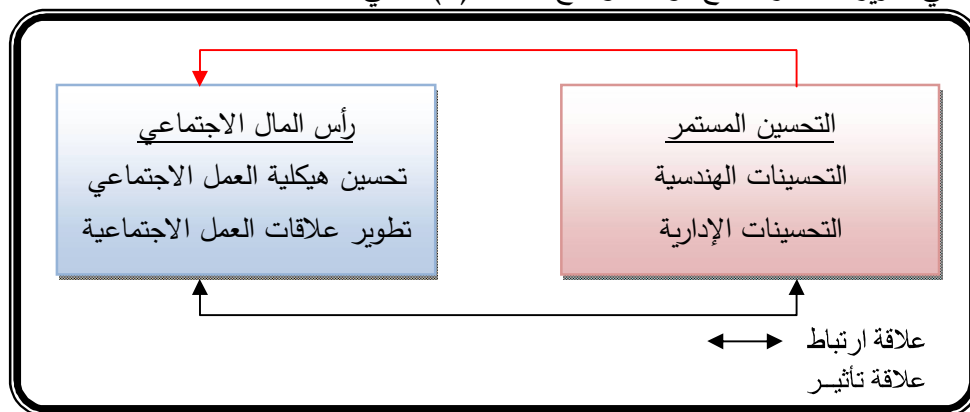 التحسين المستمر
التحسينات الهندسية
التحسينات الإدارية
رأس المال الاجتماعي
تحسين هيكلية العمل الاجتماعي
تطوير علاقات العمل الاجتماعية
علاقة ارتباط
علاقة تأثيــر